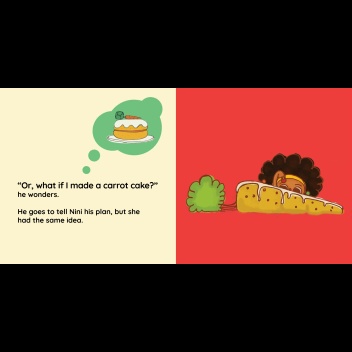 “Or, what if I made a carrot cake?”
he wonders.
He goes to tell Nini his plan, but she
had the same idea.